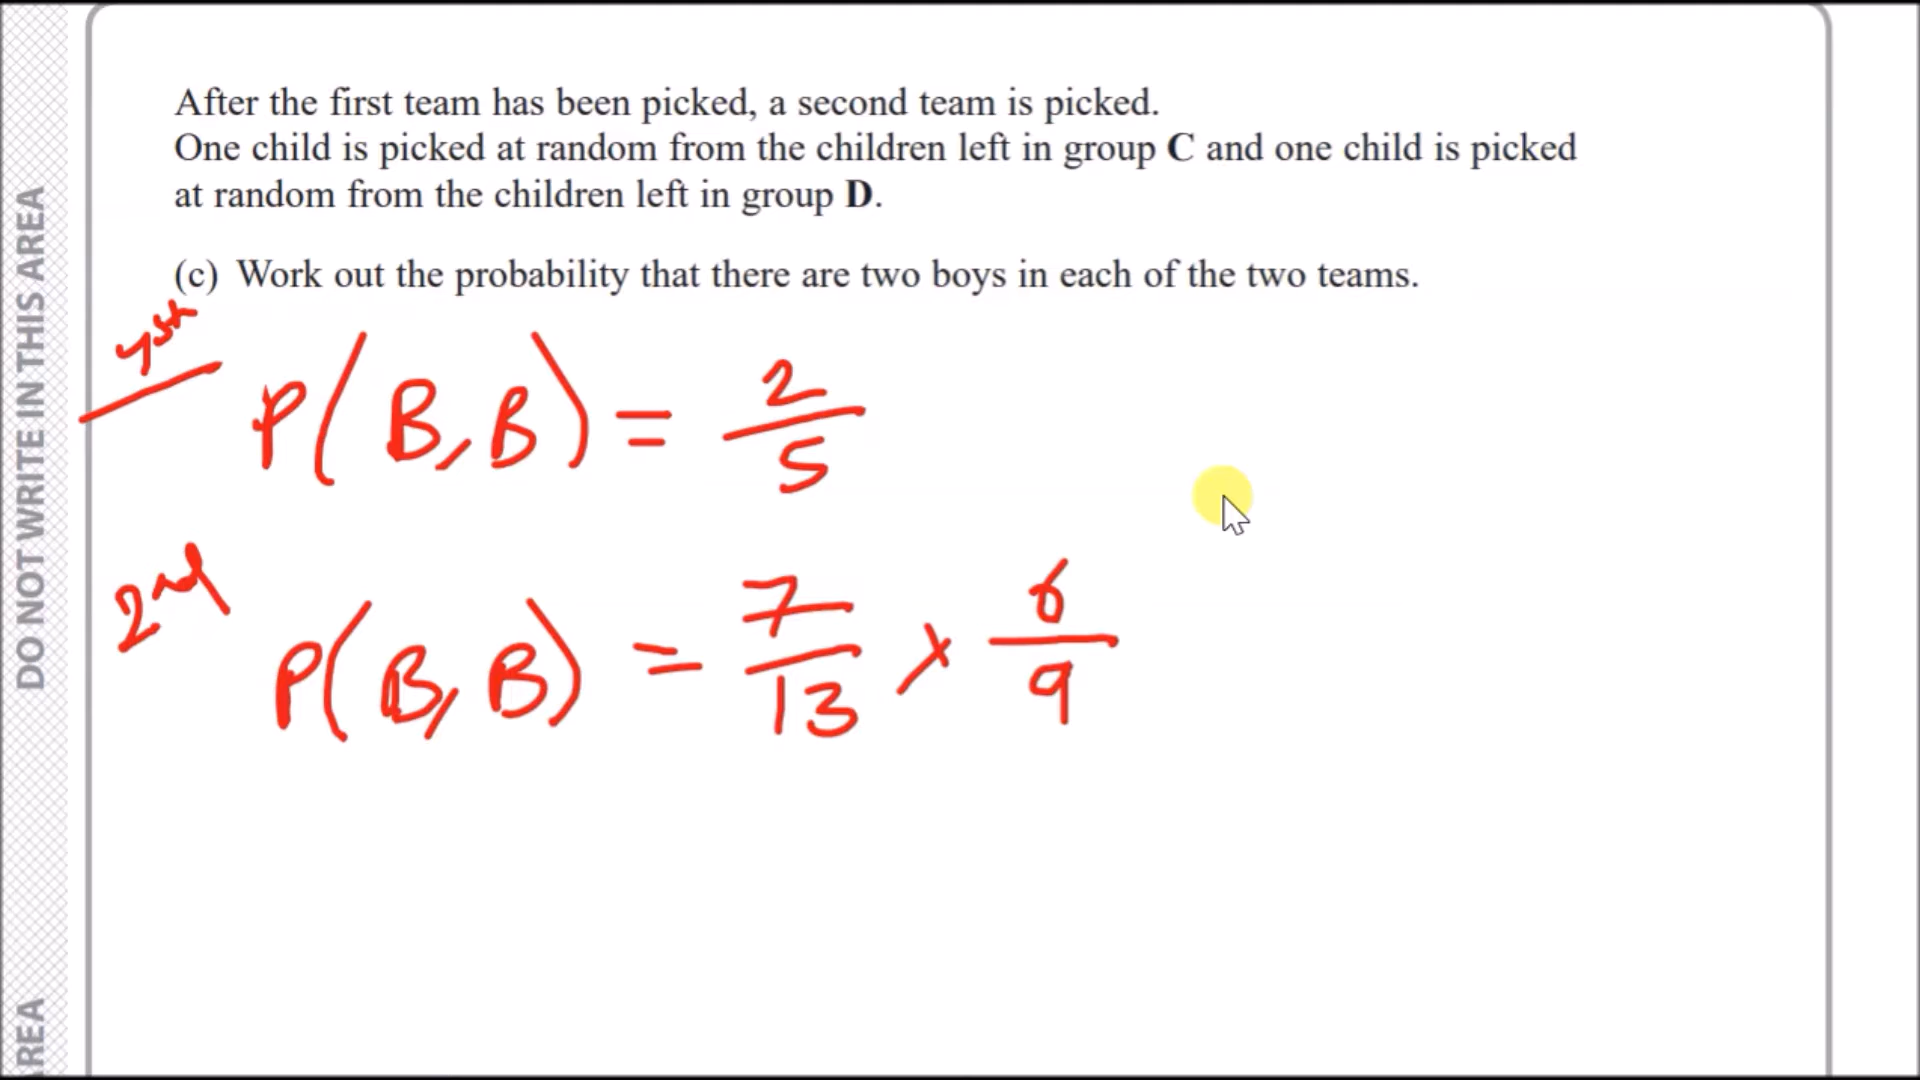 After the first team has been picked, a second team is picked.
One child is picked at random from the children left in group C and one child is picked
at random from the children left in group D.
(c) Work out the probability that there are two boys in each of the two teams.
1st
P(B,B) = 2/5
2nd
P(B,B) = 7/13 × 6/9
DO NOT WRITE IN THIS AREA
AREA